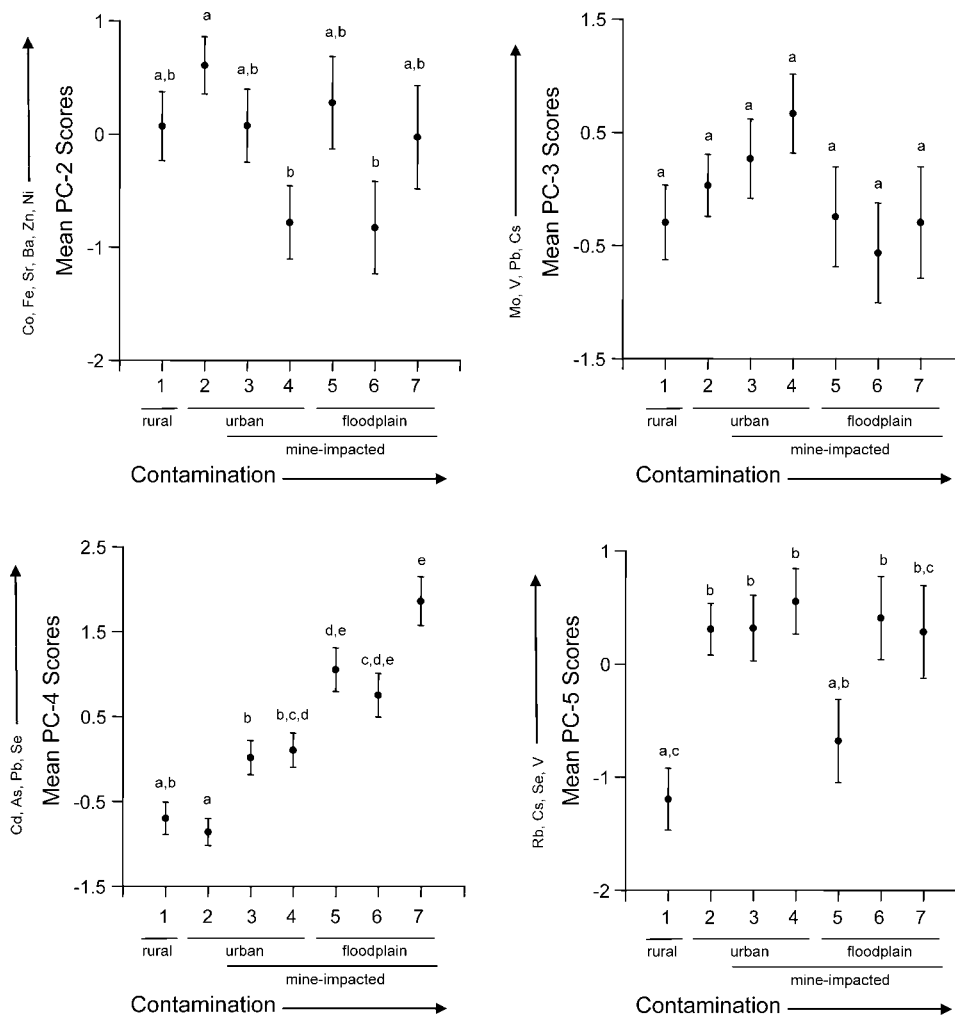 Co, Fe, Sr, Ba, Zn, Ni
Mean PC-2 Scores
1
0
-1
-2
a,b
a
a,b
b
a,b
b
a,b
1 2 3 4 5 6 7
rural urban floodplain
mine-impacted
Contamination
Mo, V, Pb, Cs
Mean PC-3 Scores
1.5
0.5
-0.5
-1.5
a
a
a
a
a
a
a
1 2 3 4 5 6 7
rural urban floodplain
mine-impacted
Contamination
Cd, As, Pb, Se
Mean PC-4 Scores
2.5
1.5
0.5
-0.5
-1.5
a,b
a
b
b,c,d
d,e
c,d,e
e
1 2 3 4 5 6 7
rural urban floodplain
mine-impacted
Contamination
Rb, Cs, Se, V
Mean PC-5 Scores
1
0
-1
-2
a,c
b
b
b
a,b
b
b,c
1 2 3 4 5 6 7
rural urban floodplain
mine-impacted
Contamination